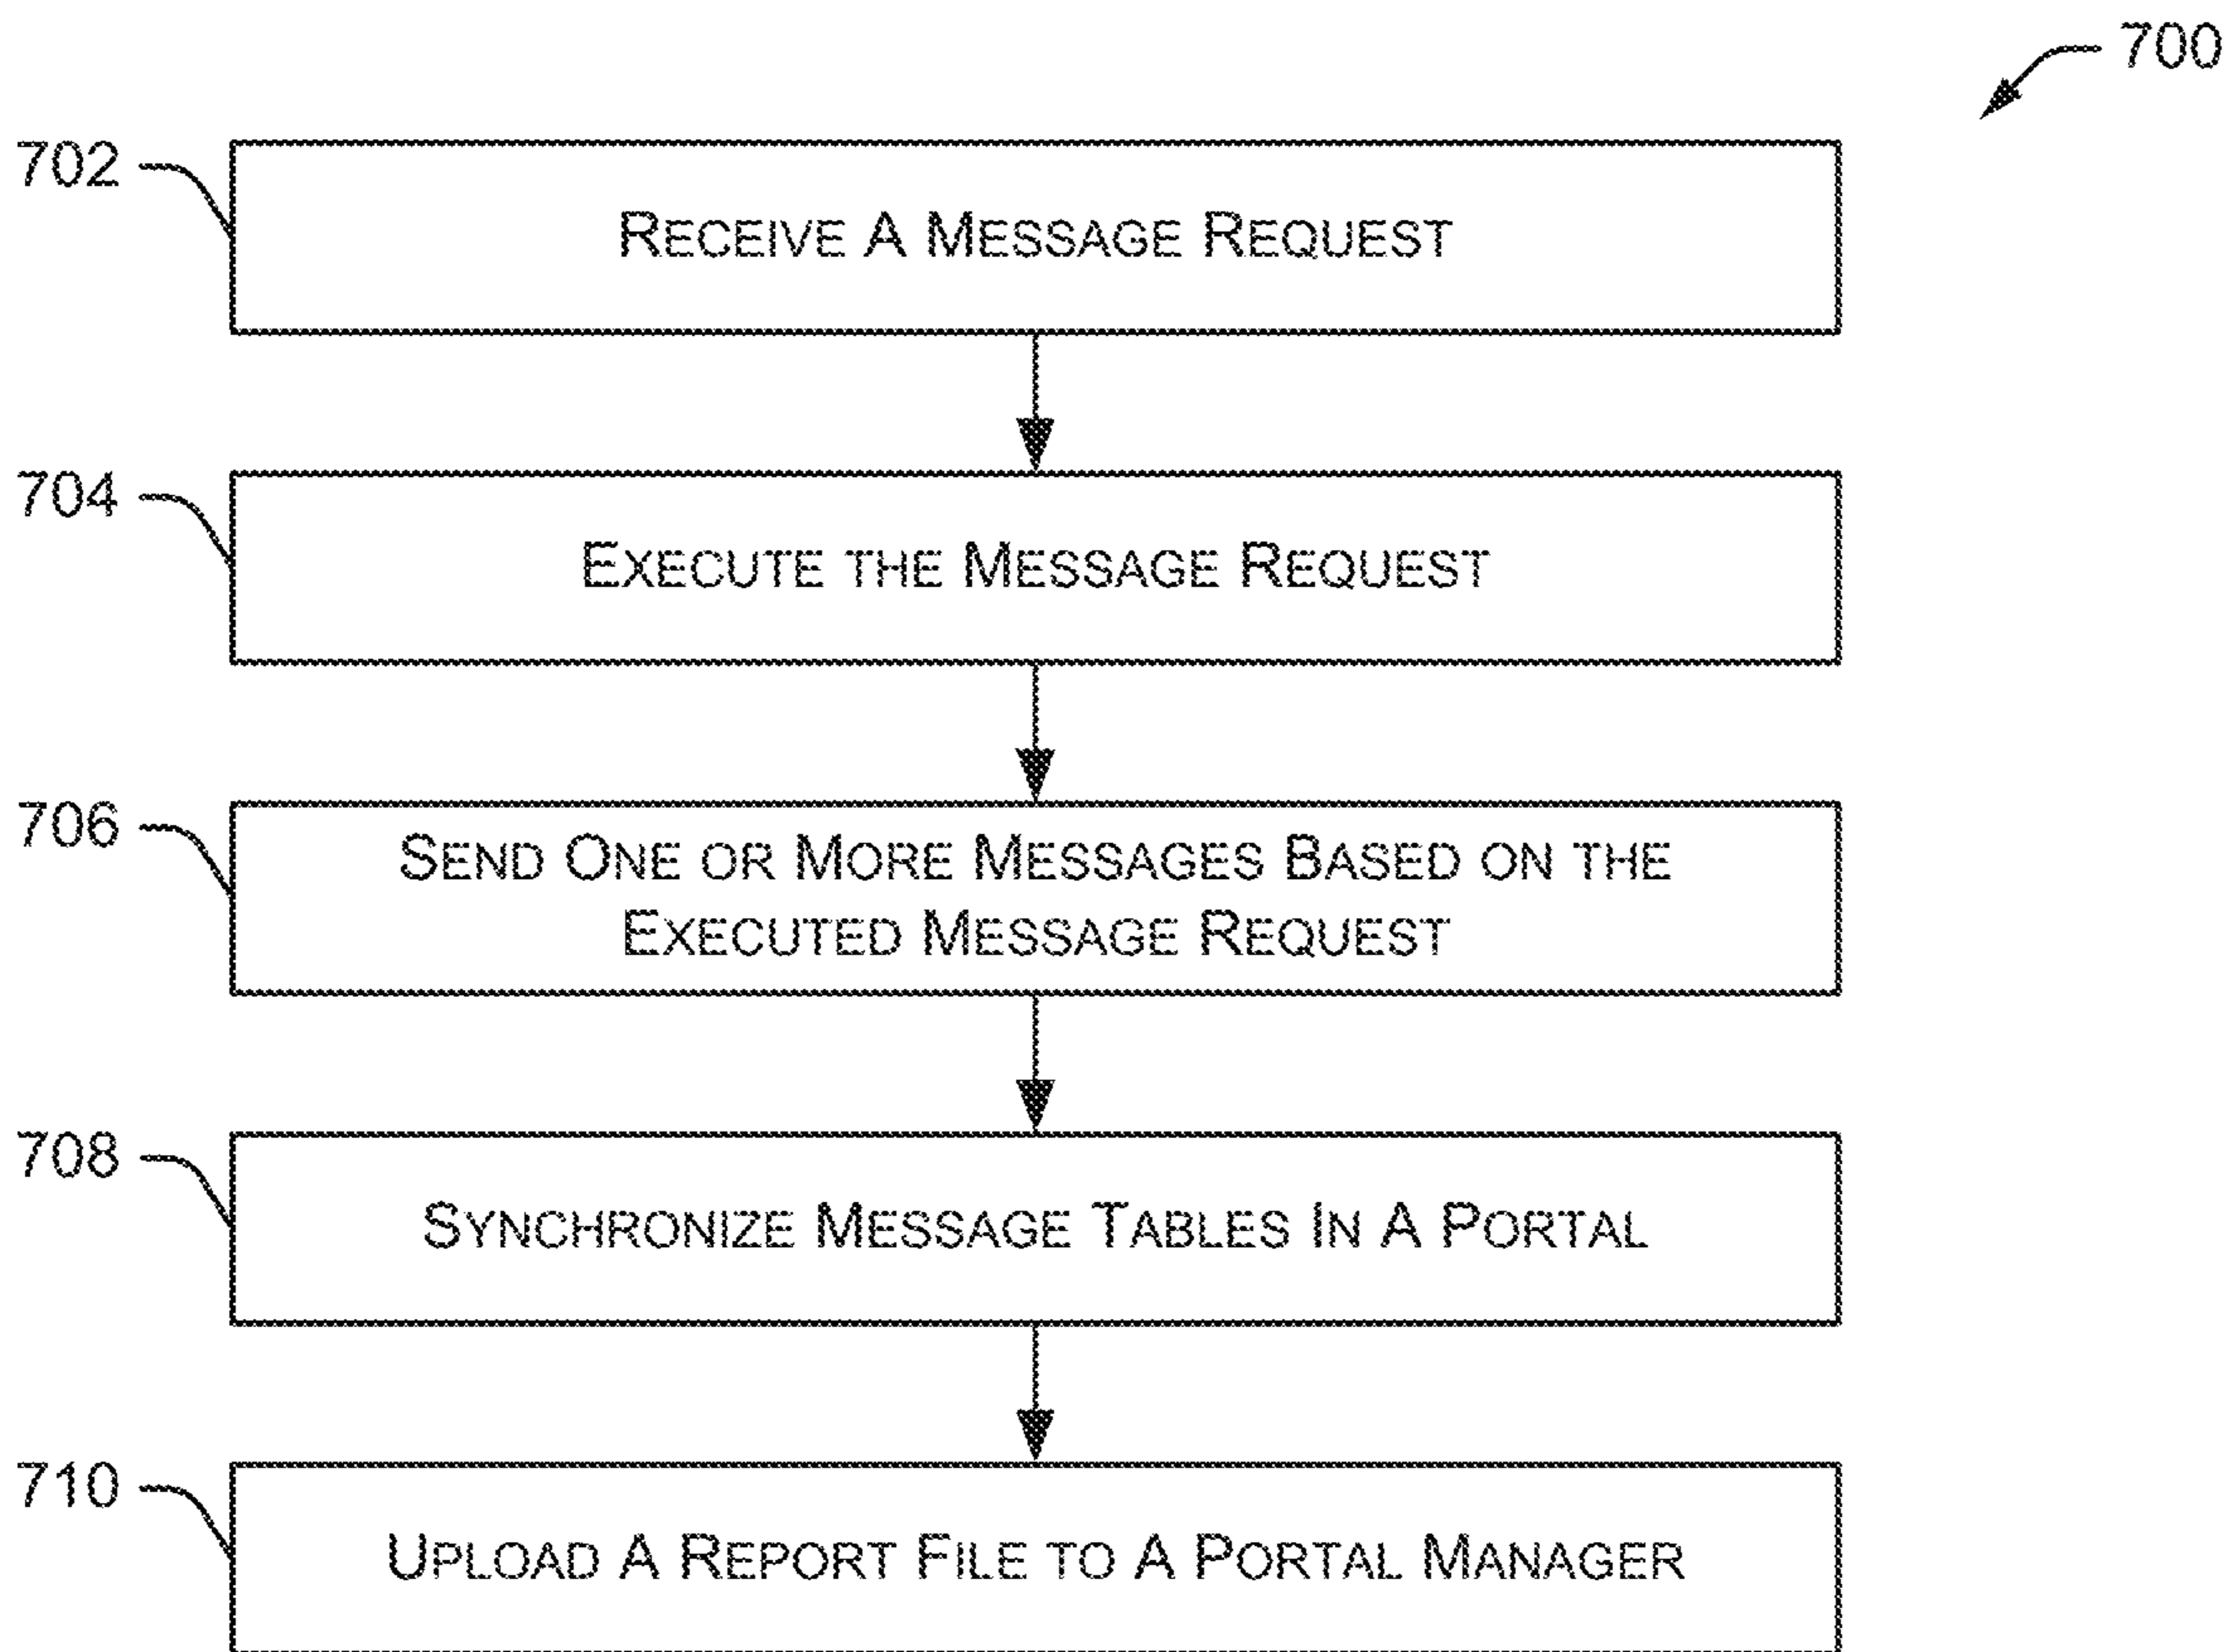 700
702
RECEIVE A MESSAGE REQUEST
704
EXECUTE THE MESSAGE REQUEST
706
SEND ONE OR MORE MESSAGES BASED ON THE
EXECUTED MESSAGE REQUEST
708
SYNCHRONIZE MESSAGE TABLES IN A PORTAL
710
UPLOAD A REPORT FILE TO A PORTAL MANAGER